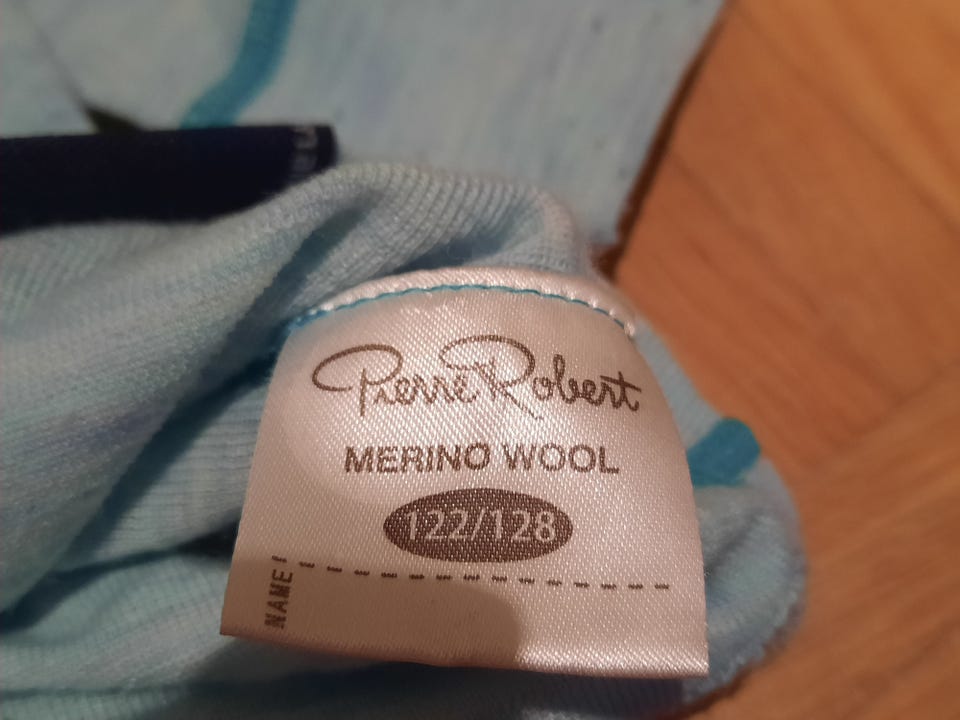 Pierre Robert
MERINO WOOL
122/128
NAME